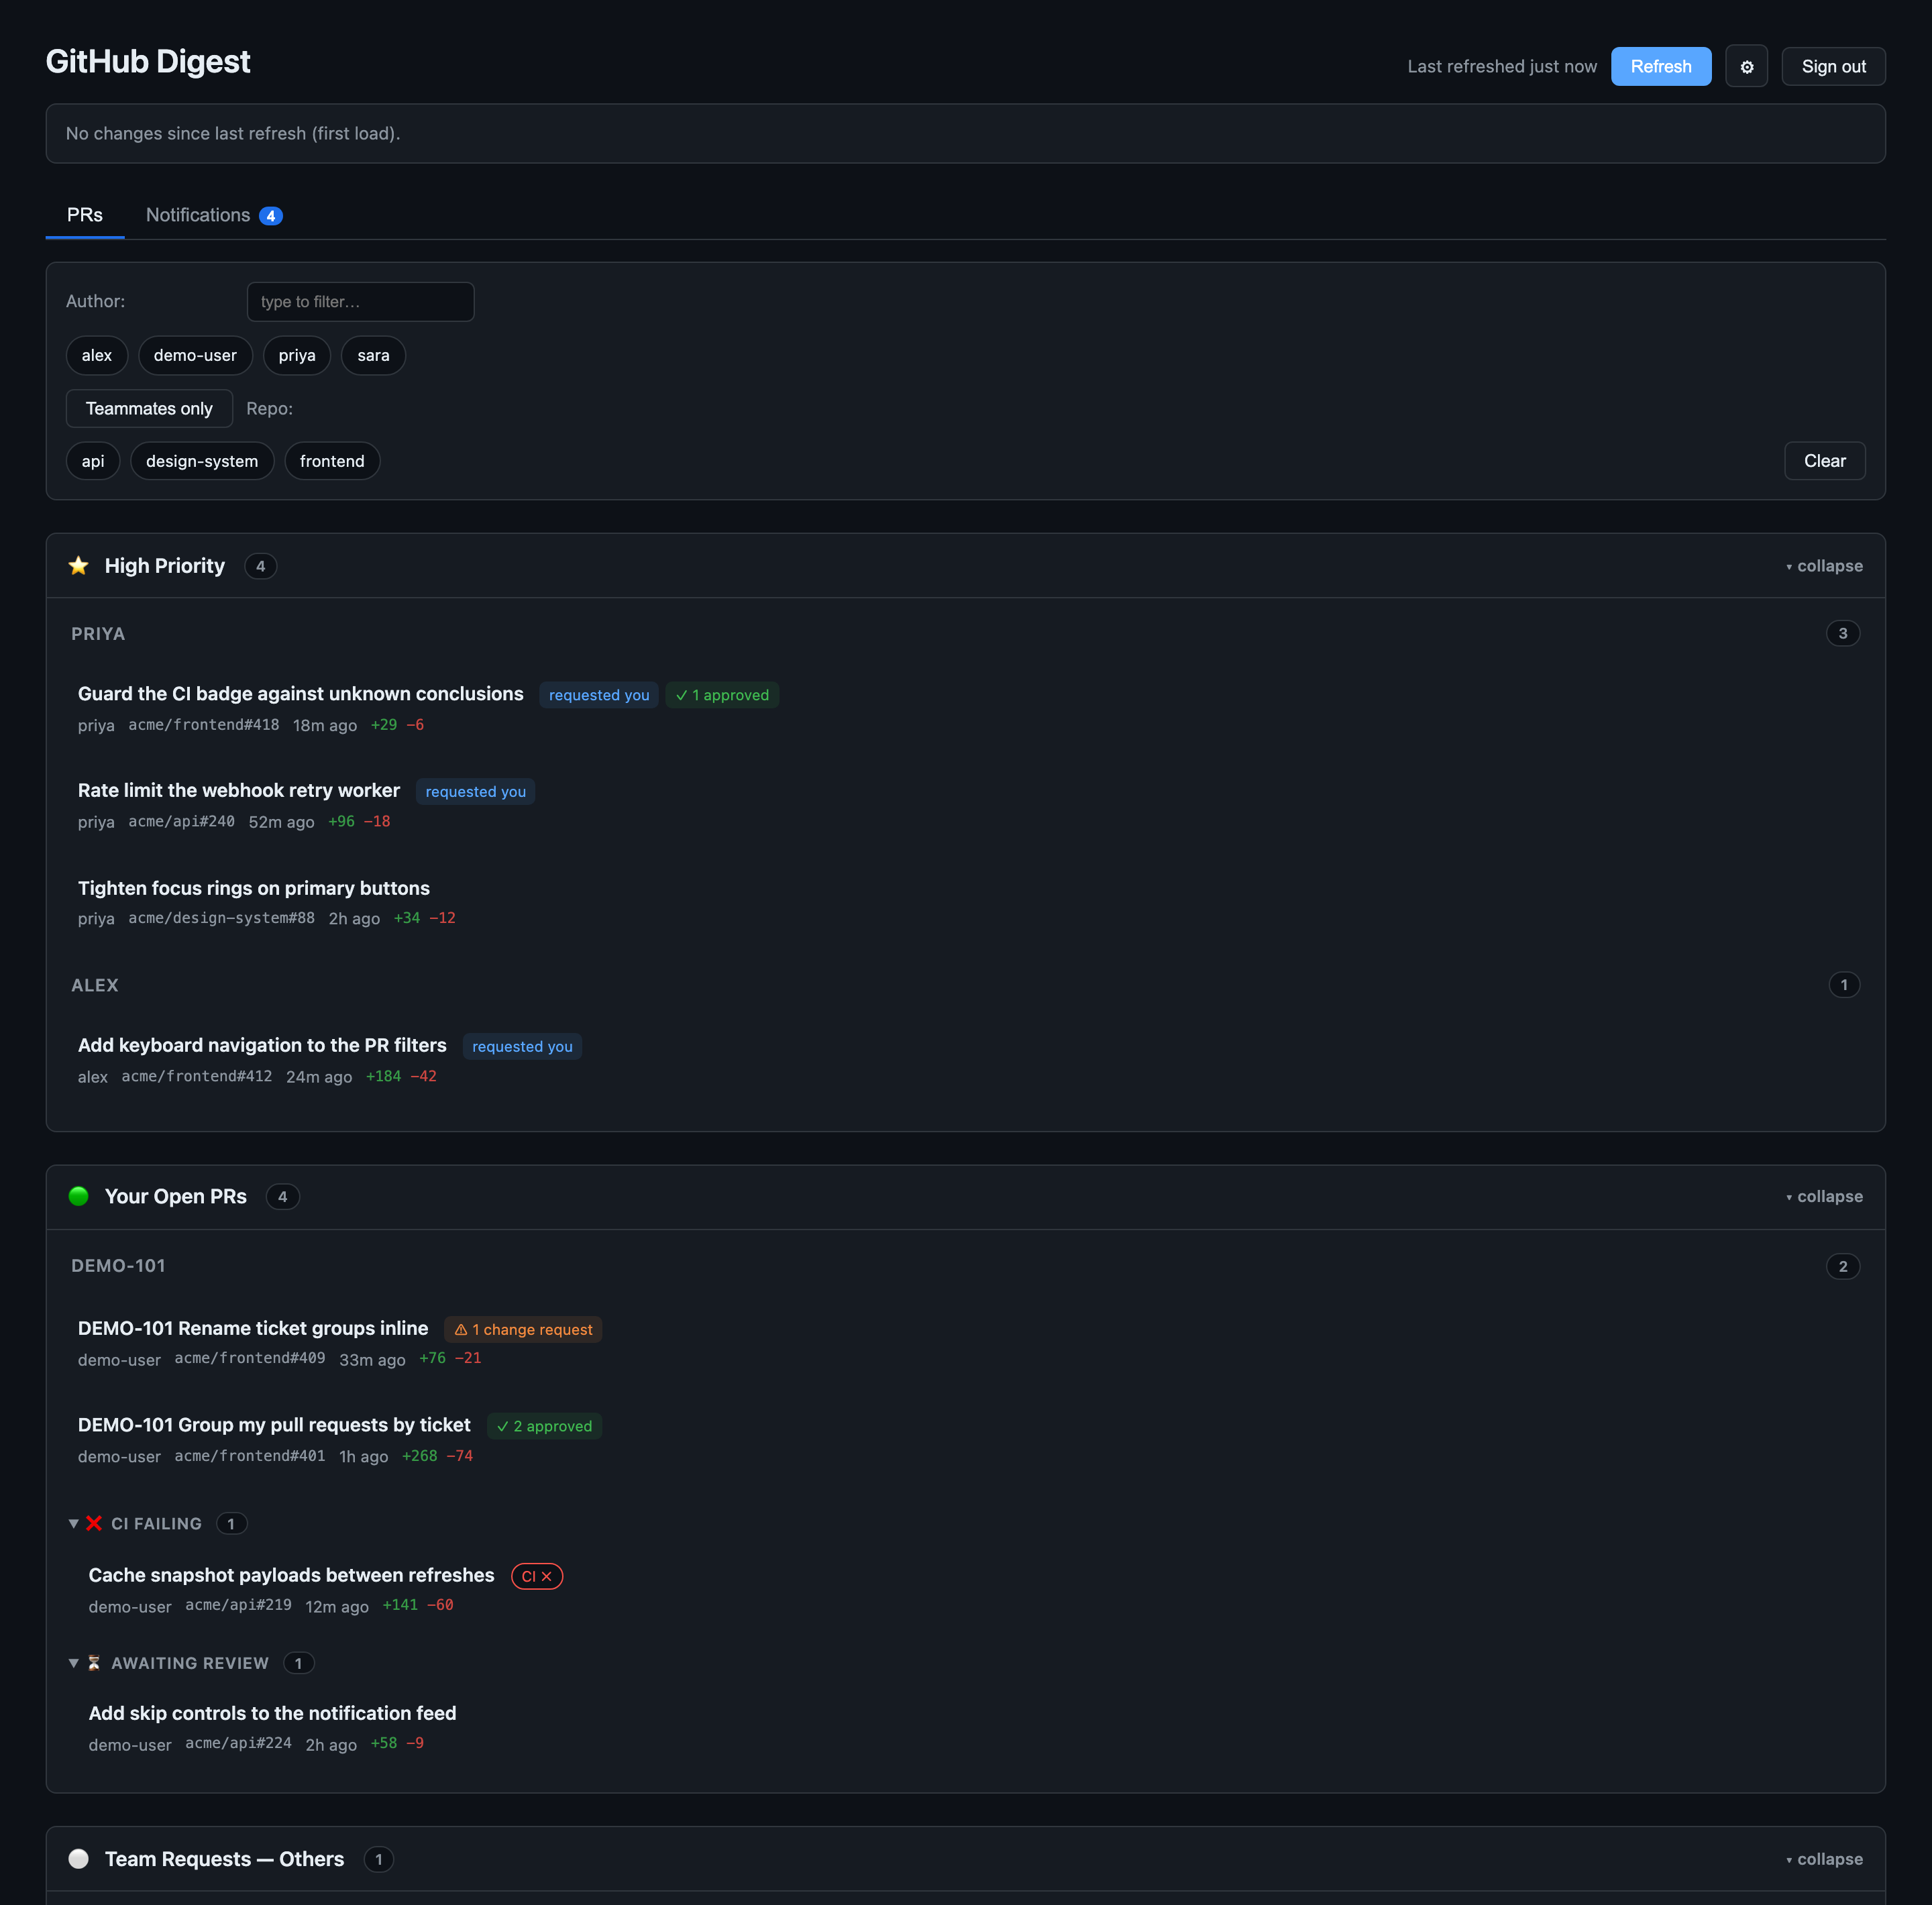 GitHub Digest
Last refreshed just now
Refresh
Sign out
No changes since last refresh (first load).
PRs
Notifications 4
Author:
type to filter…
alex
demo-user
priya
sara
Teammates only
Repo:
api
design-system
frontend
Clear
High Priority 4
▾ collapse
PRIYA
3
Guard the CI badge against unknown conclusions requested you ✓ 1 approved
priya acme/frontend#418 18m ago +29 −6
Rate limit the webhook retry worker requested you
priya acme/api#240 52m ago +96 −18
Tighten focus rings on primary buttons
priya acme/design-system#88 2h ago +34 −12
ALEX
1
Add keyboard navigation to the PR filters requested you
alex acme/frontend#412 24m ago +184 −42
Your Open PRs 4
▾ collapse
DEMO-101
2
DEMO-101 Rename ticket groups inline ⚠ 1 change request
demo-user acme/frontend#409 33m ago +76 −21
DEMO-101 Group my pull requests by ticket ✓ 2 approved
demo-user acme/frontend#401 1h ago +268 −74
▼ ❌ CI FAILING 1
Cache snapshot payloads between refreshes CI ✕
demo-user acme/api#219 12m ago +141 −60
▼ ⏳ AWAITING REVIEW 1
Add skip controls to the notification feed
demo-user acme/api#224 2h ago +58 −9
Team Requests — Others 1
▾ collapse